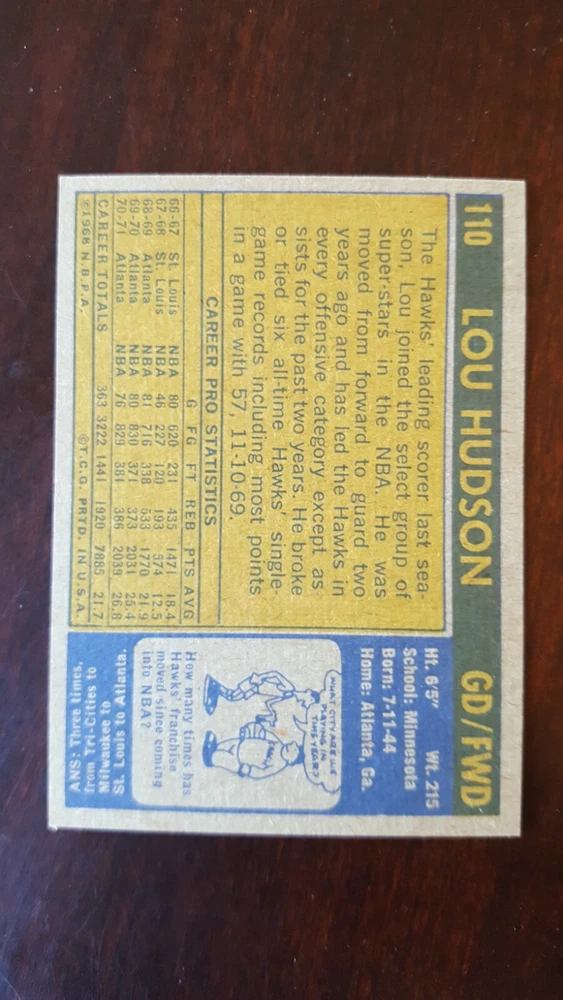 110 LOU HUDSON GD/FWD
The Hawks' leading scorer last sea-
son, Lou joined the select group of
super-stars in the NBA. He was
moved from forward to guard two
years ago and has led the Hawks in
every offensive category except as-
sists for the past two years. He broke
or tied six all-time Hawks' single-
game records including most points
in a game with 57, 11-10-69.
CAREER PRO STATISTICS
G FG FT REB PTS AVG
66-67 St. Louis NBA 80 620 231 435 1471 18.4
67-68 St. Louis NBA 46 227 120 193 574 12.5
68-69 Atlanta NBA 81 716 338 533 1770 21.9
69-70 Atlanta NBA 80 830 371 373 2031 25.4
70-71 Atlanta NBA 76 829 381 386 2039 26.8
CAREER TOTALS 363 3222 1441 1920 7885 21.7
©1968 N.B.P.A. ©T.C.G. PRTD. IN U.S.A.
Ht. 6'5" Wt. 215
School: Minnesota
Born: 7-11-44
Home: Atlanta, Ga.
WHAT CITY ARE WE
PLAYING IN
THIS YEAR?
How many times has
Hawks' franchise
moved since coming
into NBA?
ANS: Three times,
from Tri-Cities to
Milwaukee to
St. Louis to Atlanta.